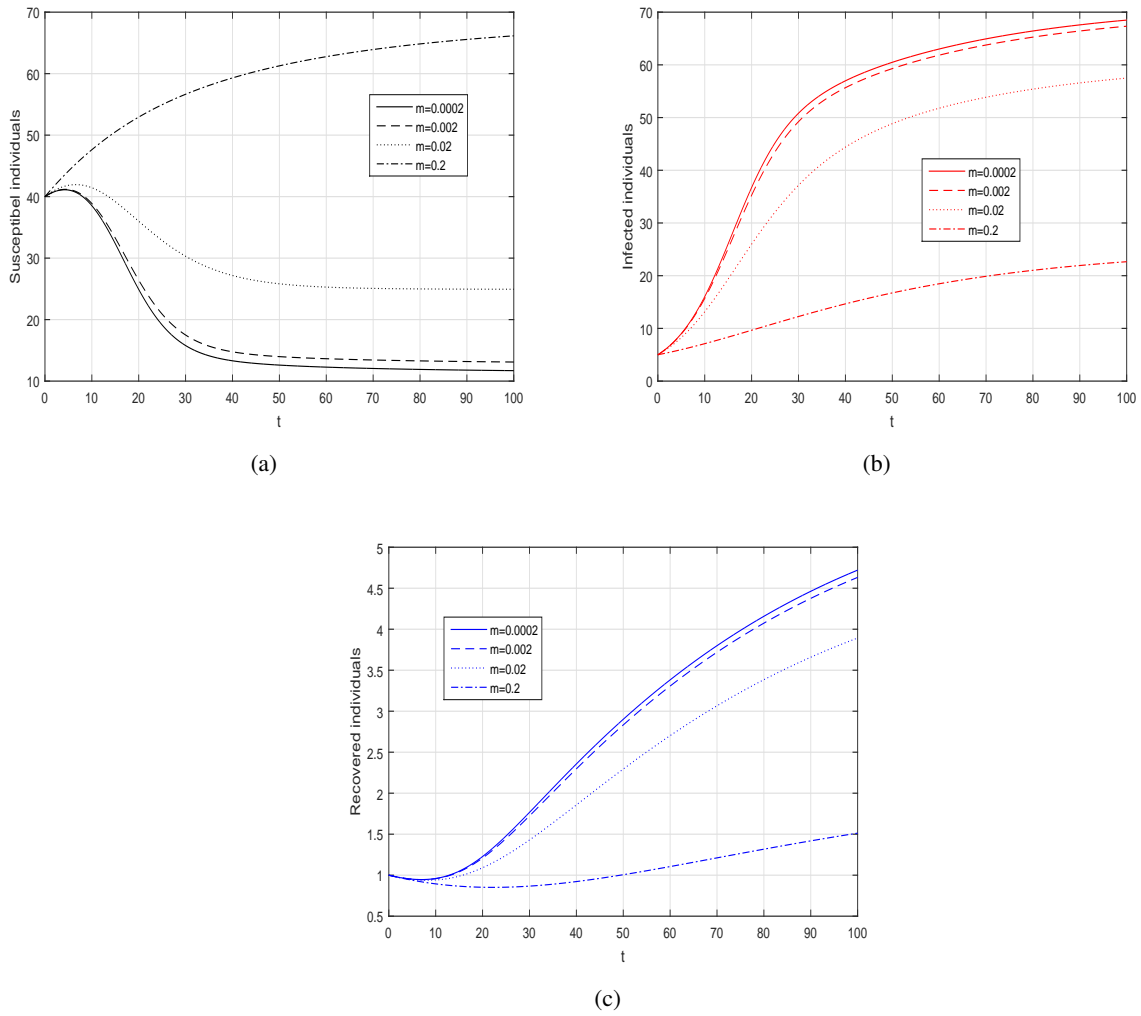 70
60
50
40
30
20
10
0 10 20 30 40 50 60 70 80 90 100
Susceptibel individuals
t
m=0.0002
m=0.002
m=0.02
m=0.2
(a)
70
60
50
40
30
20
10
0
0 10 20 30 40 50 60 70 80 90 100
Infected individuals
t
m=0.0002
m=0.002
m=0.02
m=0.2
(b)
5
4.5
4
3.5
3
2.5
2
1.5
1
0.5
0 10 20 30 40 50 60 70 80 90 100
Recovered individuals
t
m=0.0002
m=0.002
m=0.02
m=0.2
(c)